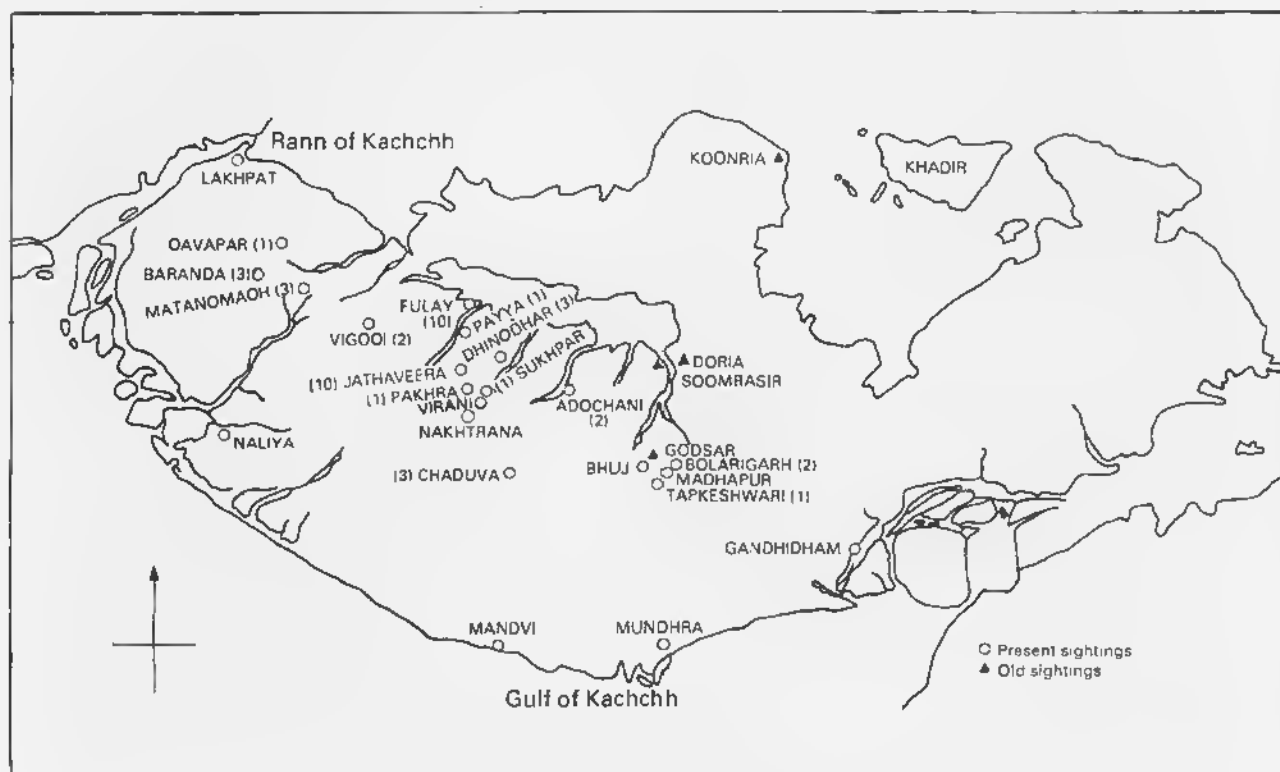 Rann of Kachchh
LAKHPAT
KOONRIA
KHADIR
OAVAPAR (1)
BARANDA (3)
MATANOMAOH (3)
FULAY
(10)
PAYYA (1)
DHINODHAR (3)
VIGOOI (2)
(1) SUKHPAR
DORIA
SOOMRASIR
(10) JATHAVEERA
(1) PAKHRA
VIRANI
ADOCHANI
(2)
NAKHTRANA
NALIYA
GODSAR
BHUJ
BOLARIGARH (2)
(3) CHADUVA
MADHAPUR
TAPKESHWARI (1)
GANDHIDHAM
MANDVI
MUNDHRA
Present sightings
Old sightings
Gulf of Kachchh